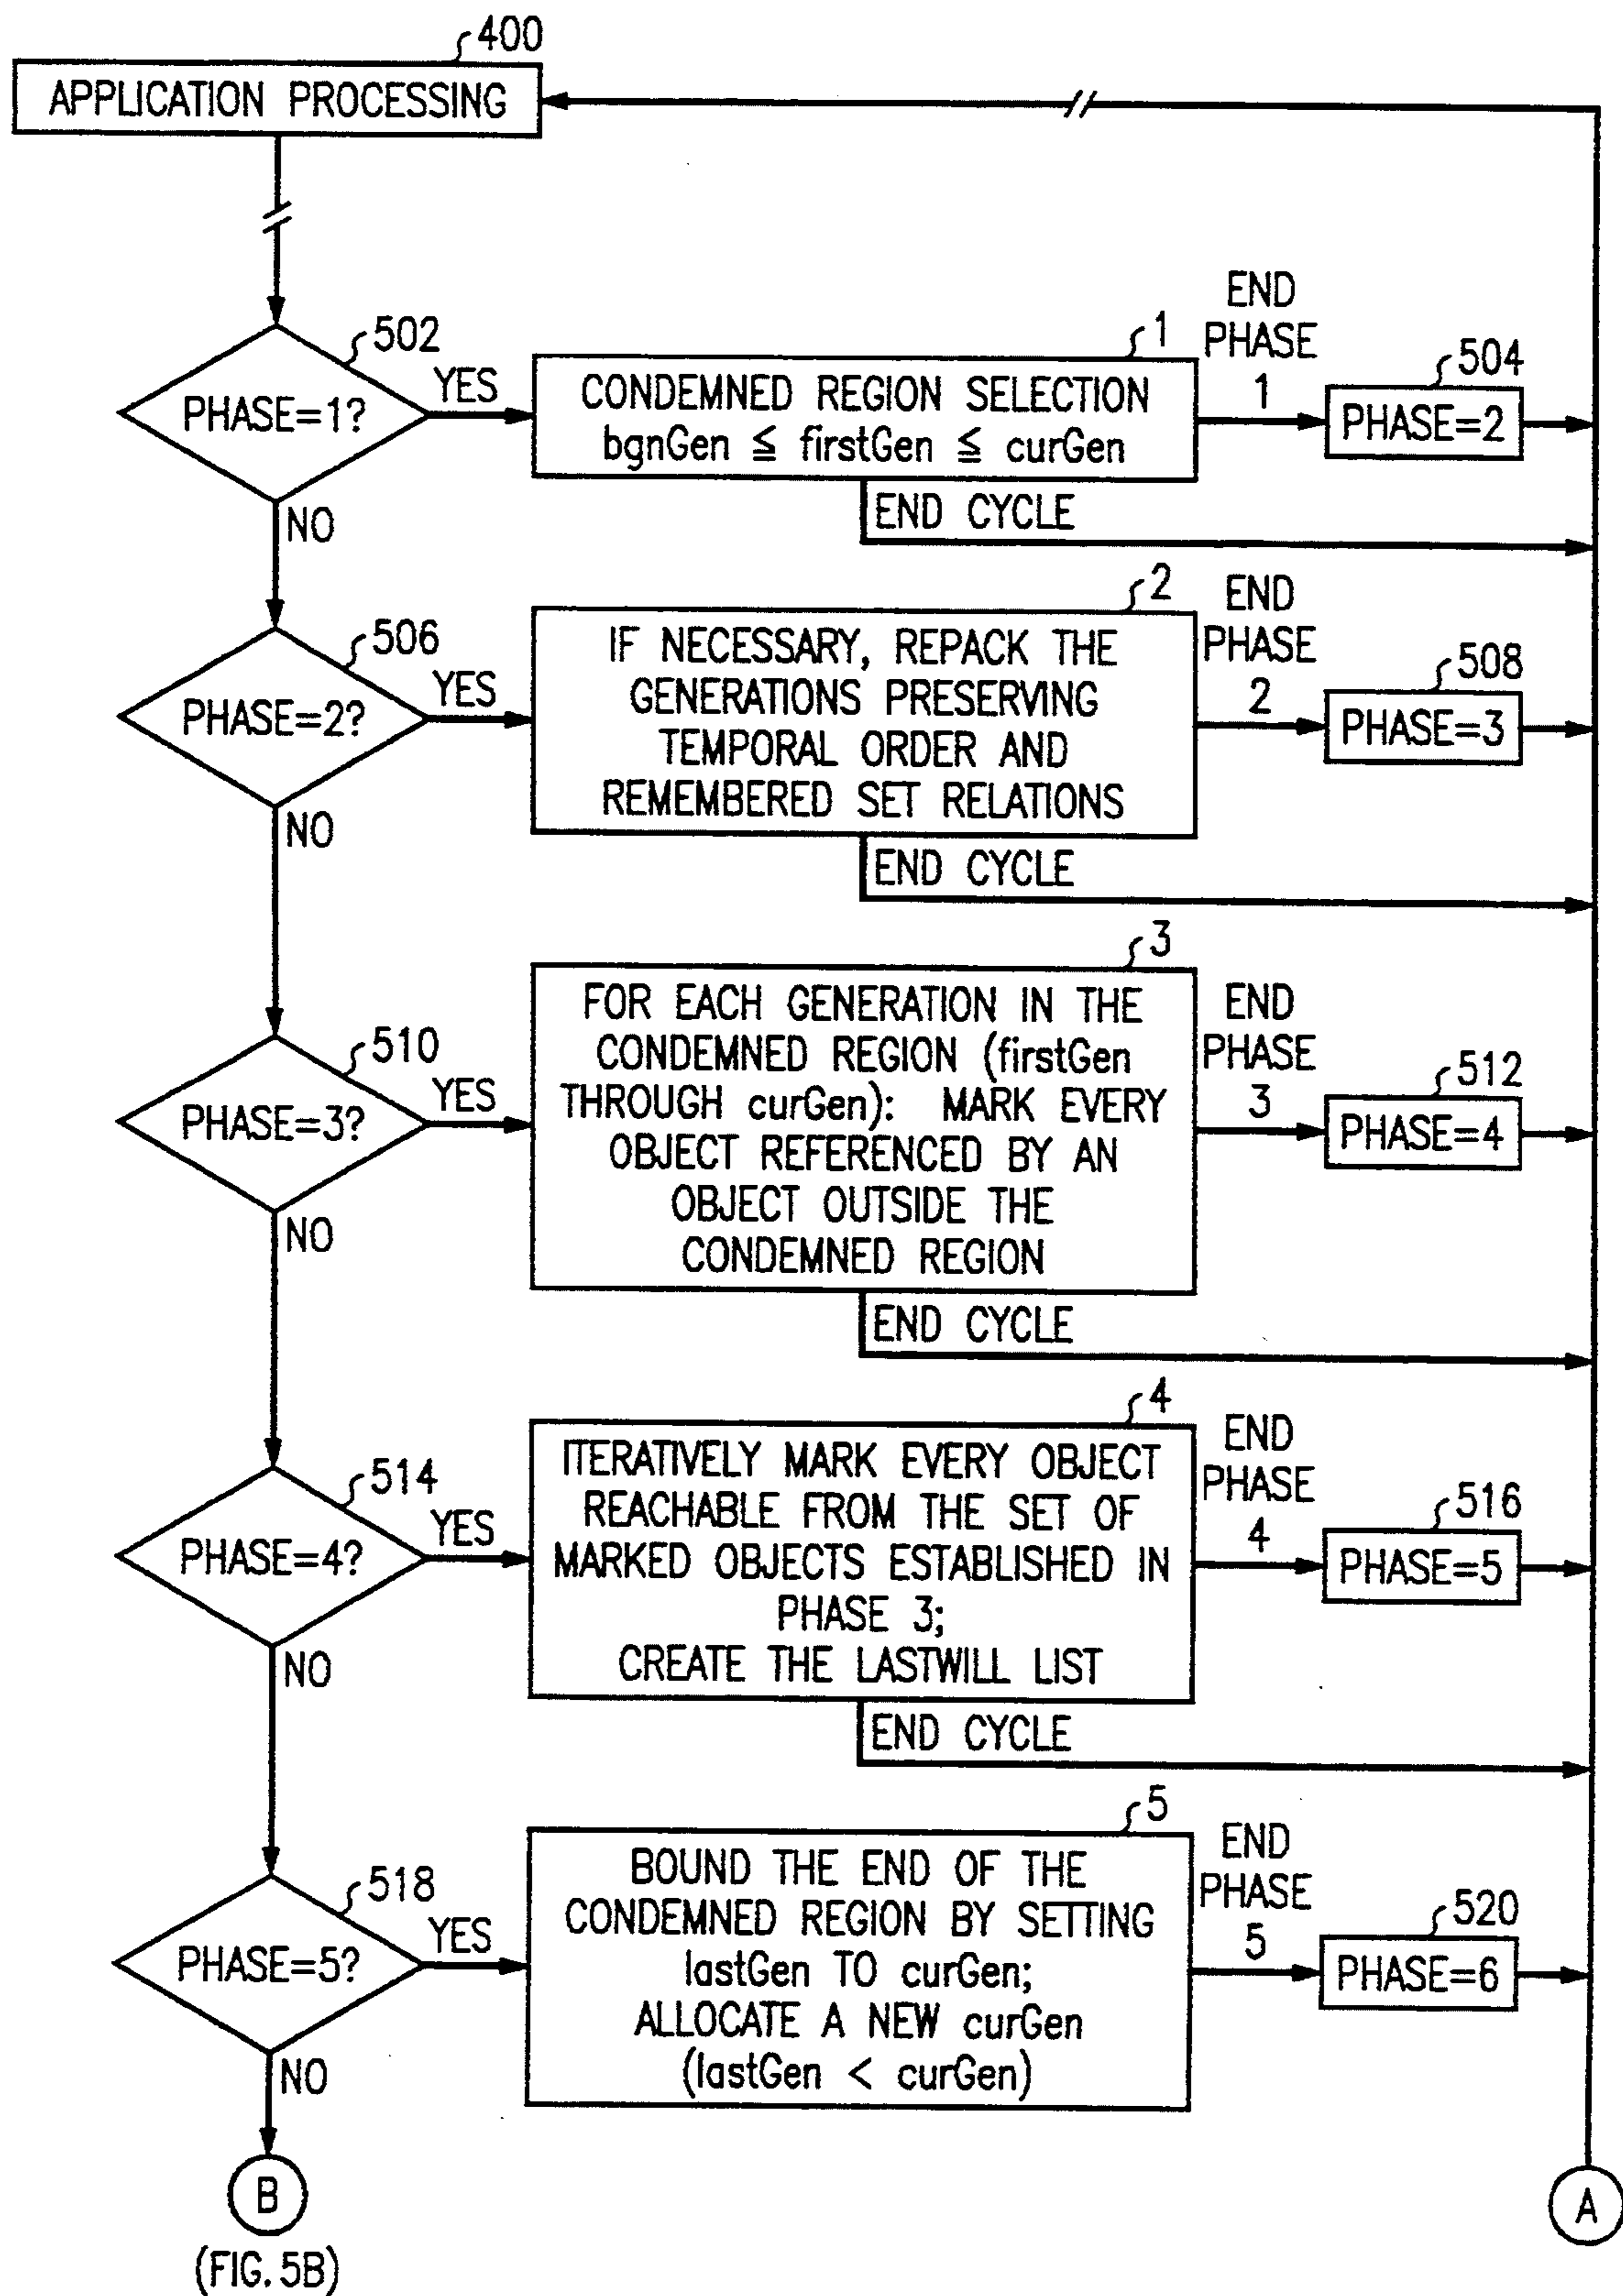 400
APPLICATION PROCESSING
502
PHASE=1?
YES
NO
1
CONDEMNED REGION SELECTION
bgnGen ≦ firstGen ≦ curGen
END
PHASE
1
504
PHASE=2
END CYCLE
506
PHASE=2?
YES
NO
2
IF NECESSARY, REPACK THE
GENERATIONS PRESERVING
TEMPORAL ORDER AND
REMEMBERED SET RELATIONS
END
PHASE
2
508
PHASE=3
END CYCLE
510
PHASE=3?
YES
NO
3
FOR EACH GENERATION IN THE
CONDEMNED REGION (firstGen
THROUGH curGen): MARK EVERY
OBJECT REFERENCED BY AN
OBJECT OUTSIDE THE
CONDEMNED REGION
END
PHASE
3
512
PHASE=4
END CYCLE
514
PHASE=4?
YES
NO
4
ITERATIVELY MARK EVERY OBJECT
REACHABLE FROM THE SET OF
MARKED OBJECTS ESTABLISHED IN
PHASE 3;
CREATE THE LASTWILL LIST
END
PHASE
4
516
PHASE=5
END CYCLE
518
PHASE=5?
YES
NO
5
BOUND THE END OF THE
CONDEMNED REGION BY SETTING
lastGen TO curGen;
ALLOCATE A NEW curGen
(lastGen < curGen)
END
PHASE
5
520
PHASE=6
B
(FIG. 5B)
A